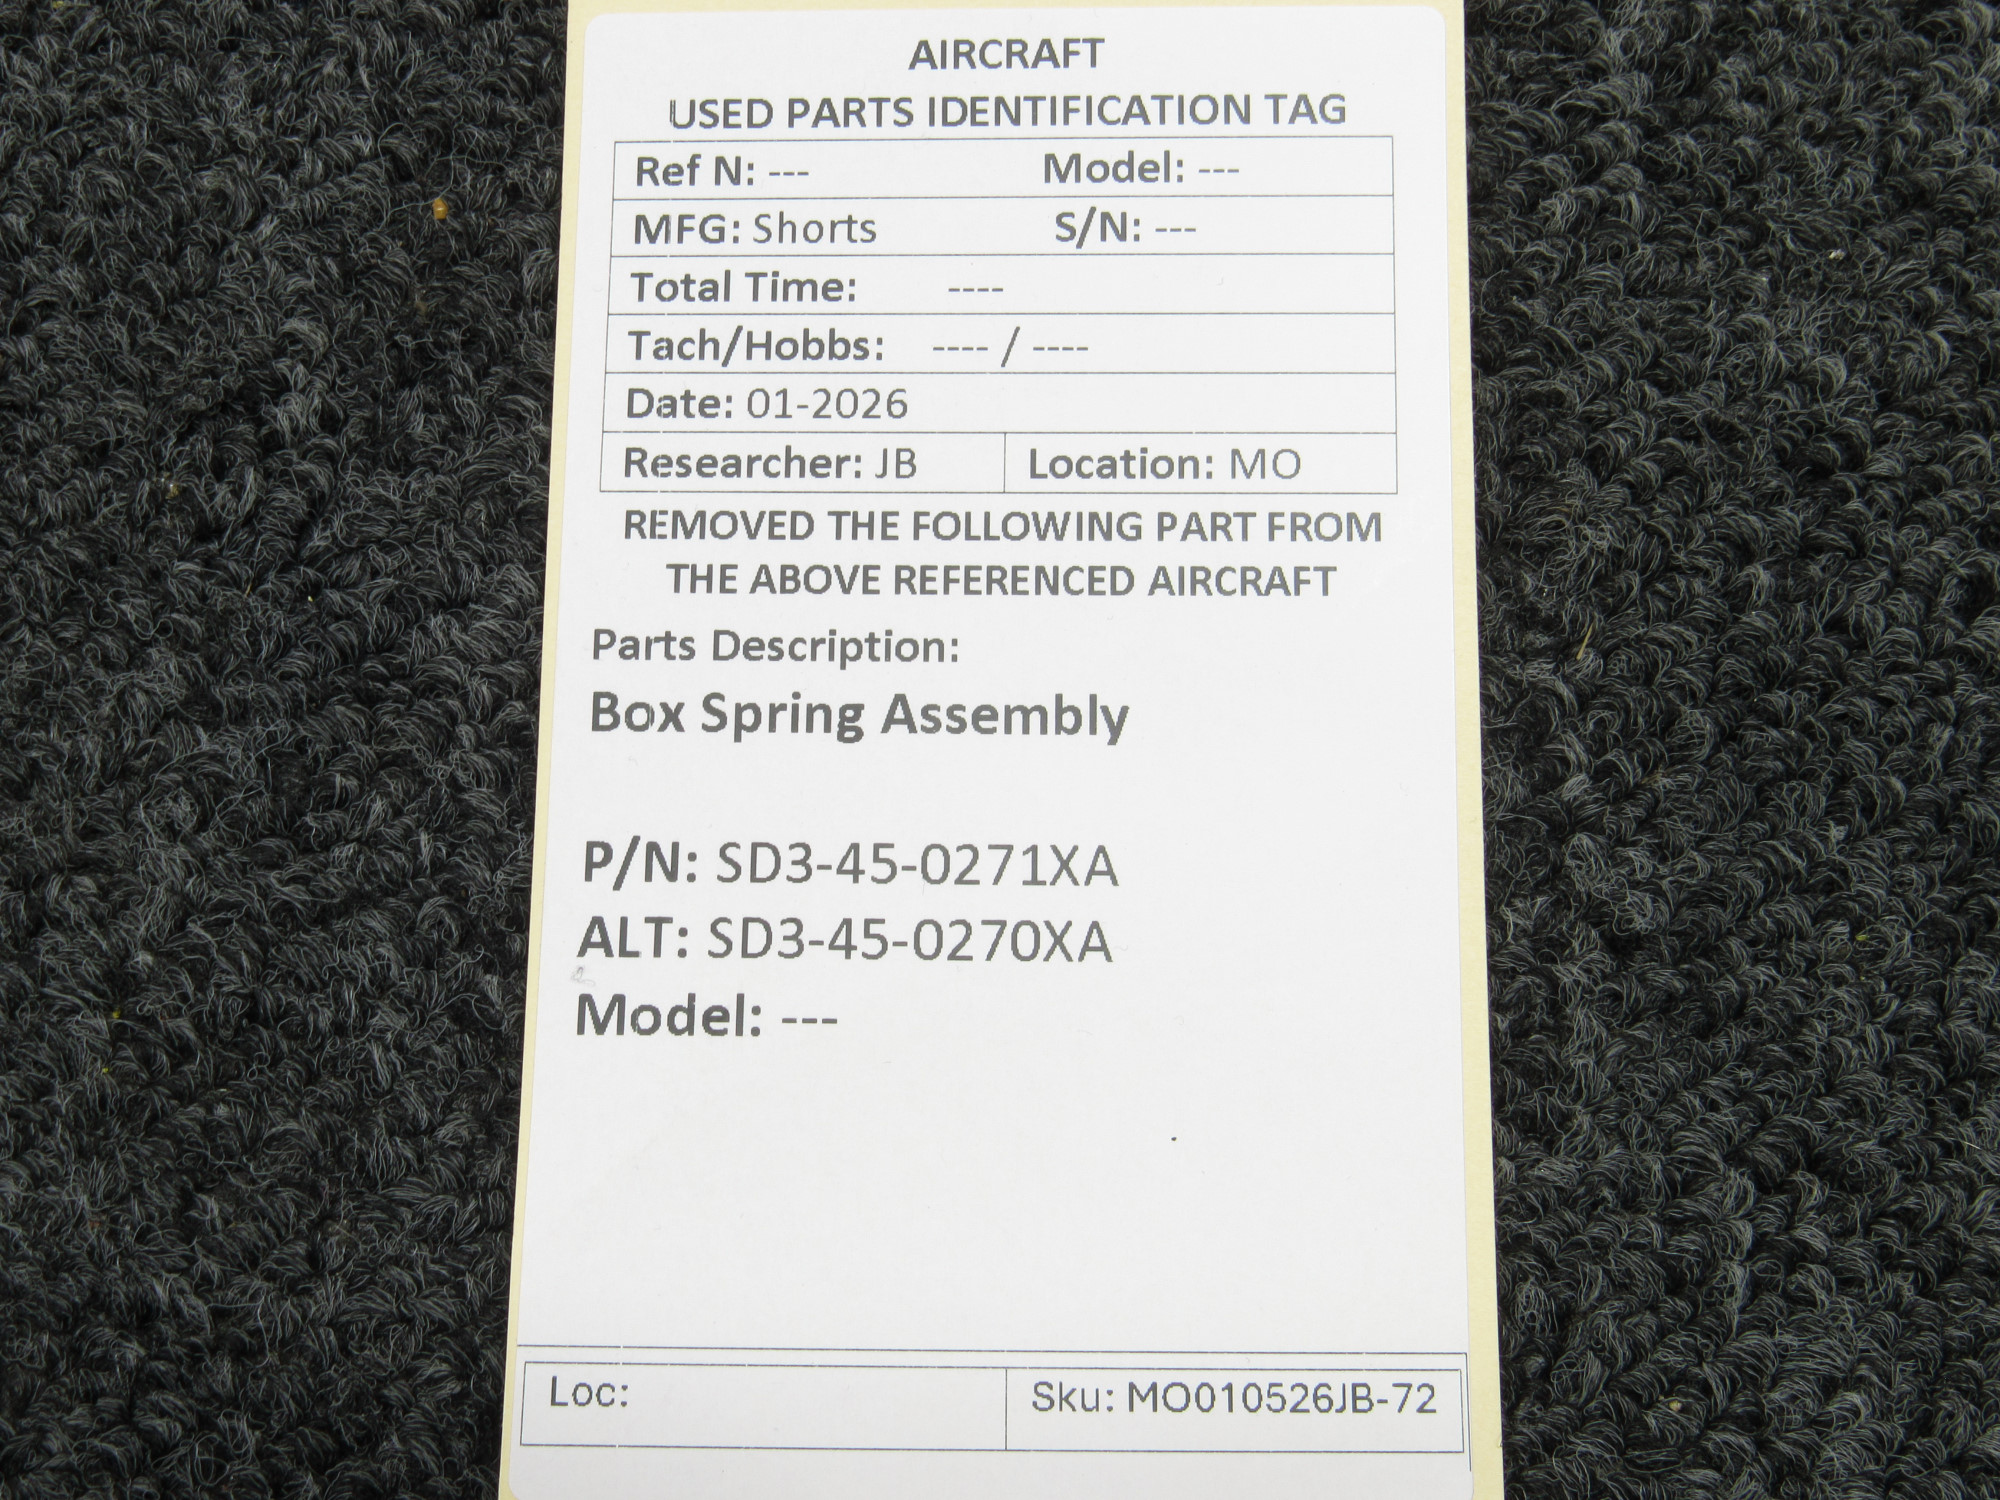 AIRCRAFT
USED PARTS IDENTIFICATION TAG
Ref N: --- Model: ---
MFG: Shorts S/N: ---
Total Time: ----
Tach/Hobbs: ---- / ----
Date: 01-2026
Researcher: JB Location: MO
REMOVED THE FOLLOWING PART FROM
THE ABOVE REFERENCED AIRCRAFT
Parts Description:
Box Spring Assembly
P/N: SD3-45-0271XA
ALT: SD3-45-0270XA
Model: ---
Loc: Sku: MO010526JB-72